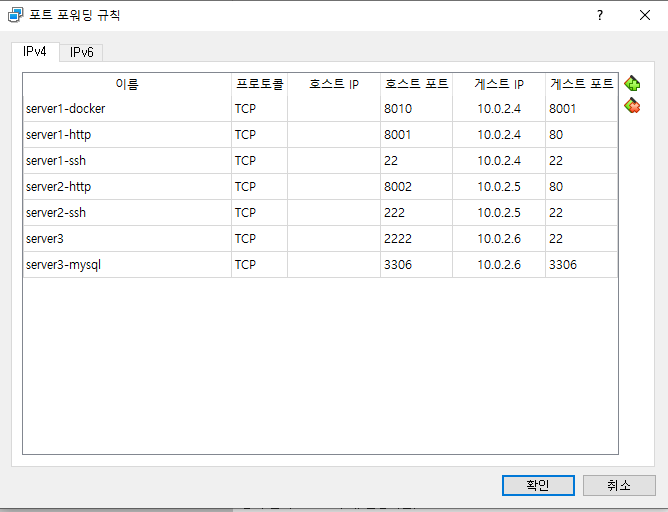 포트 포워딩 규칙
IPv4 IPv6
이름 프로토콜 호스트 IP 호스트 포트 게스트 IP 게스트 포트
server1-docker TCP 8010 10.0.2.4 8001
server1-http TCP 8001 10.0.2.4 80
server1-ssh TCP 22 10.0.2.4 22
server2-http TCP 8002 10.0.2.5 80
server2-ssh TCP 222 10.0.2.5 22
server3 TCP 2222 10.0.2.6 22
server3-mysql TCP 3306 10.0.2.6 3306
확인 취소